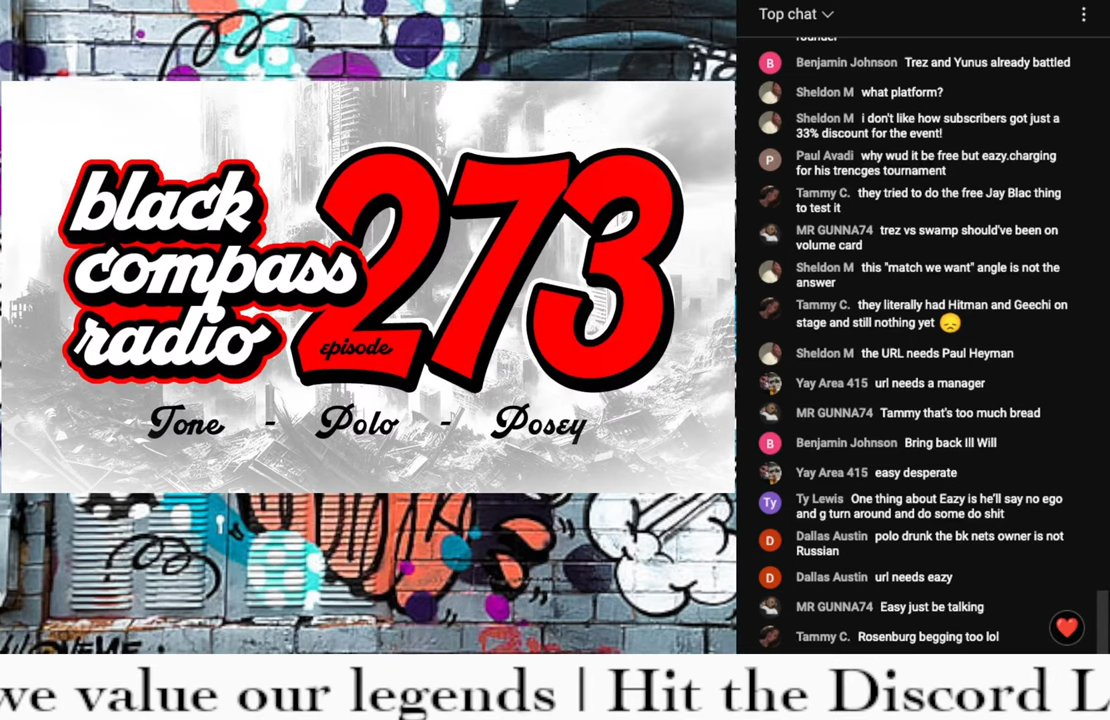 Top chat
founder
Benjamin Johnson Trez and Yunus already battled
Sheldon M what platform?
Sheldon M i don't like how subscribers got just a
33% discount for the event!
Paul Avadi why wud it be free but eazy.charging
for his trencges tournament
Tammy C. they tried to do the free Jay Blac thing
to test it
MR GUNNA74 trez vs swamp should've been on
volume card
Sheldon M this "match we want" angle is not the
answer
Tammy C. they literally had Hitman and Geechi on
stage and still nothing yet 😞
Sheldon M the URL needs Paul Heyman
Yay Area 415 url needs a manager
MR GUNNA74 Tammy that's too much bread
Benjamin Johnson Bring back Ill Will
Yay Area 415 easy desperate
Ty Lewis One thing about Eazy is he'll say no ego
and g turn around and do some do shit
Dallas Austin polo drunk the bk nets owner is not
Russian
Dallas Austin url needs eazy
MR GUNNA74 Easy just be talking
Tammy C. Rosenburg begging too lol
B
P
B
Ty
D
D
black
compass
radio
273
episode
Tone - Polo - Posey
we value our legends | Hit the Discord L